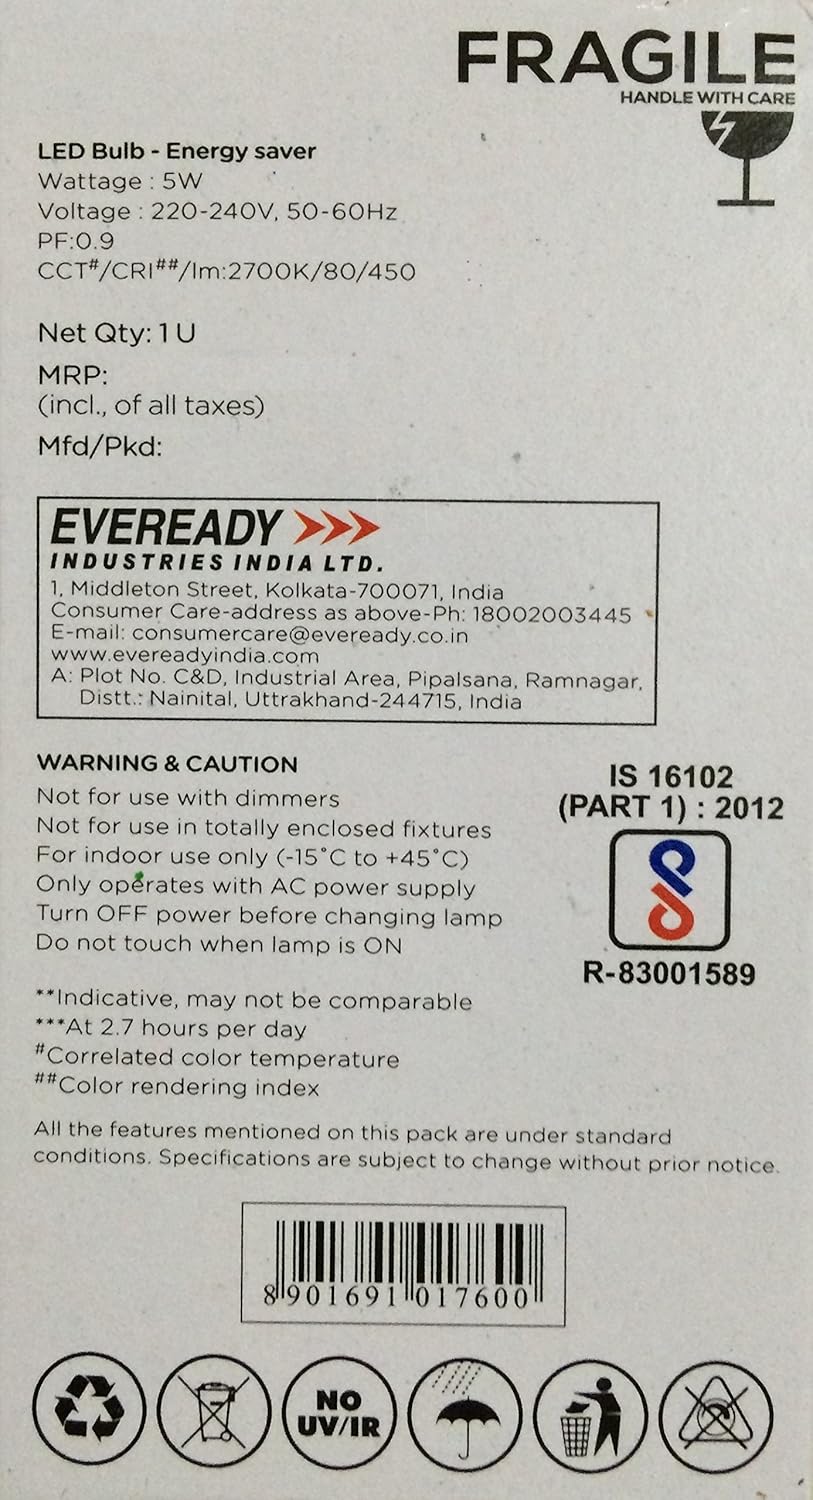 FRAGILE
HANDLE WITH CARE
LED Bulb - Energy saver
Wattage : 5W
Voltage : 220-240V, 50-60Hz
PF:0.9
CCT#/CRI##/lm:2700K/80/450
Net Qty: 1 U
MRP:
(incl., of all taxes)
Mfd/Pkd:
EVEREADY
INDUSTRIES INDIA LTD.
1, Middleton Street, Kolkata-700071, India
Consumer Care-address as above-Ph: 18002003445
E-mail: consumercare@eveready.co.in
www.evereadyindia.com
A: Plot No. C&D, Industrial Area, Pipalsana, Ramnagar,
Distt.: Nainital, Uttrakhand-244715, India
WARNING & CAUTION
Not for use with dimmers
Not for use in totally enclosed fixtures
For indoor use only (-15°C to +45°C)
Only operates with AC power supply
Turn OFF power before changing lamp
Do not touch when lamp is ON
IS 16102
(PART 1) : 2012
R-83001589
**Indicative, may not be comparable
***At 2.7 hours per day
#Correlated color temperature
##Color rendering index
All the features mentioned on this pack are under standard
conditions. Specifications are subject to change without prior notice.
8 901691 017600
NO
UV/IR